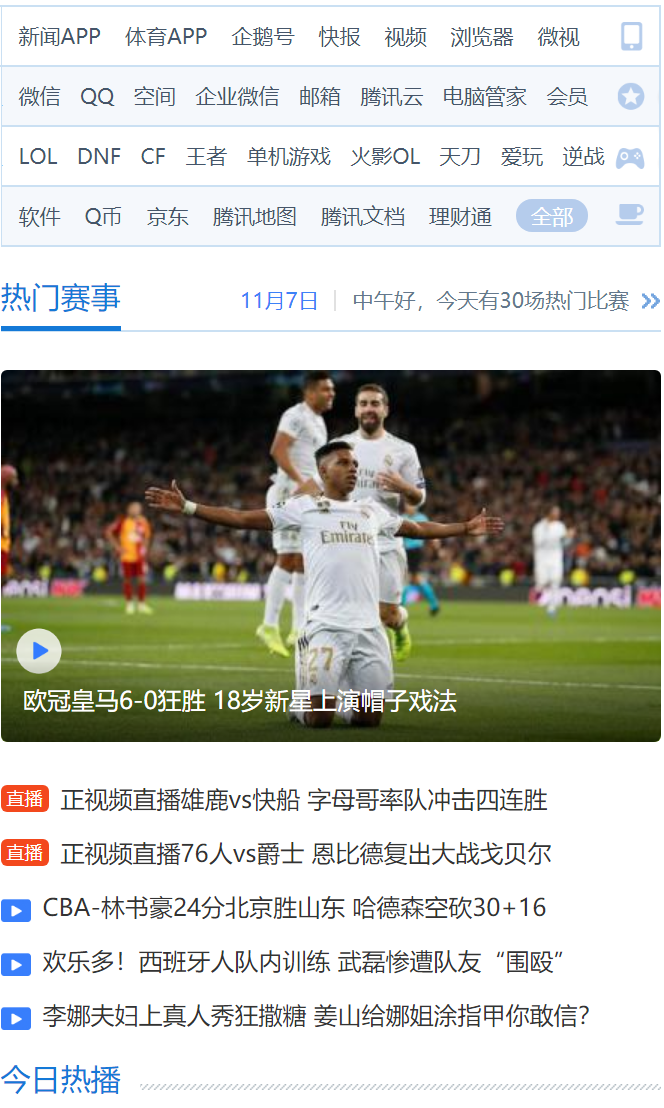 新闻APP 体育APP 企鹅号 快报 视频 浏览器 微视
微信 QQ 空间 企业微信 邮箱 腾讯云 电脑管家 会员
LOL DNF CF 王者 单机游戏 火影OL 天刀 爱玩 逆战
软件 Q币 京东 腾讯地图 腾讯文档 理财通 全部
热门赛事 11月7日 中午好，今天有30场热门比赛
Fly
Emirates
27
欧冠皇马6-0狂胜 18岁新星上演帽子戏法
直播 正视频直播雄鹿vs快船 字母哥率队冲击四连胜
直播 正视频直播76人vs爵士 恩比德复出大战戈贝尔
CBA-林书豪24分北京胜山东 哈德森空砍30+16
欢乐多！西班牙人队内训练 武磊惨遭队友“围殴”
李娜夫妇上真人秀狂撒糖 姜山给娜姐涂指甲你敢信？
今日热播